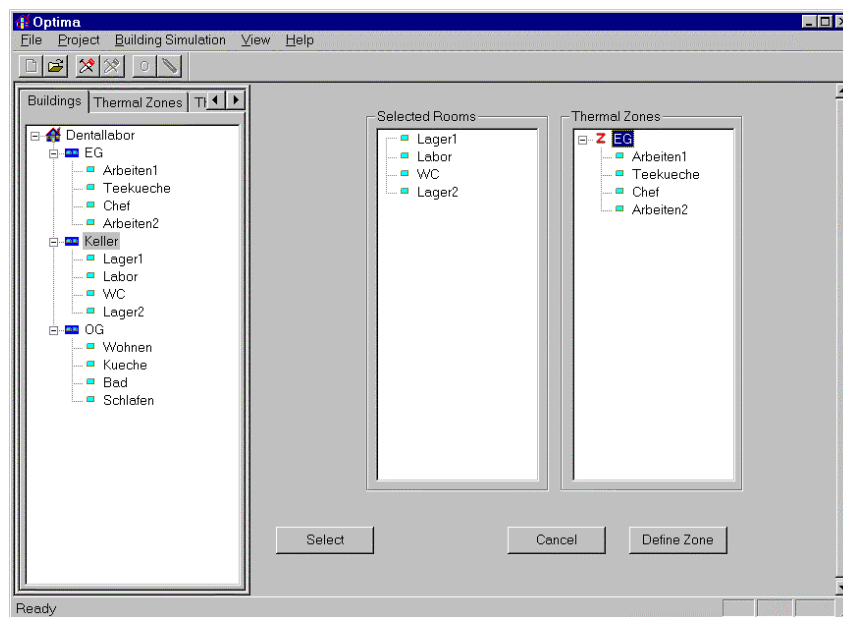 Optima
File Project Building Simulation View Help
Buildings Thermal Zones
Dentallabor
EG
Arbeiten1
Teekueche
Chef
Arbeiten2
Keller
Lager1
Labor
WC
Lager2
OG
Wohnen
Kueche
Bad
Schlafen
Selected Rooms
Lager1
Labor
WC
Lager2
Thermal Zones
Z EG
Arbeiten1
Teekueche
Chef
Arbeiten2
Select
Cancel
Define Zone
Ready